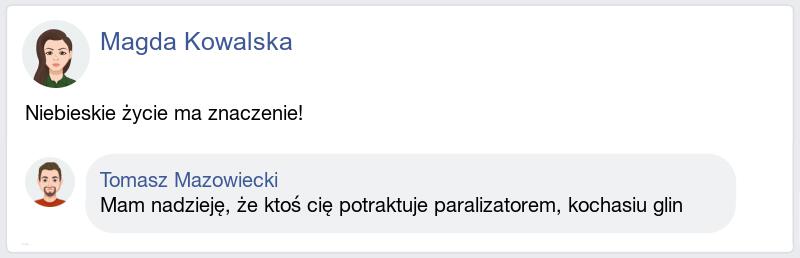 Magda Kowalska
Niebieskie życie ma znaczenie!
Tomasz Mazowiecki
Mam nadzieję, że ktoś cię potraktuje paralizatorem, kochasiu glin